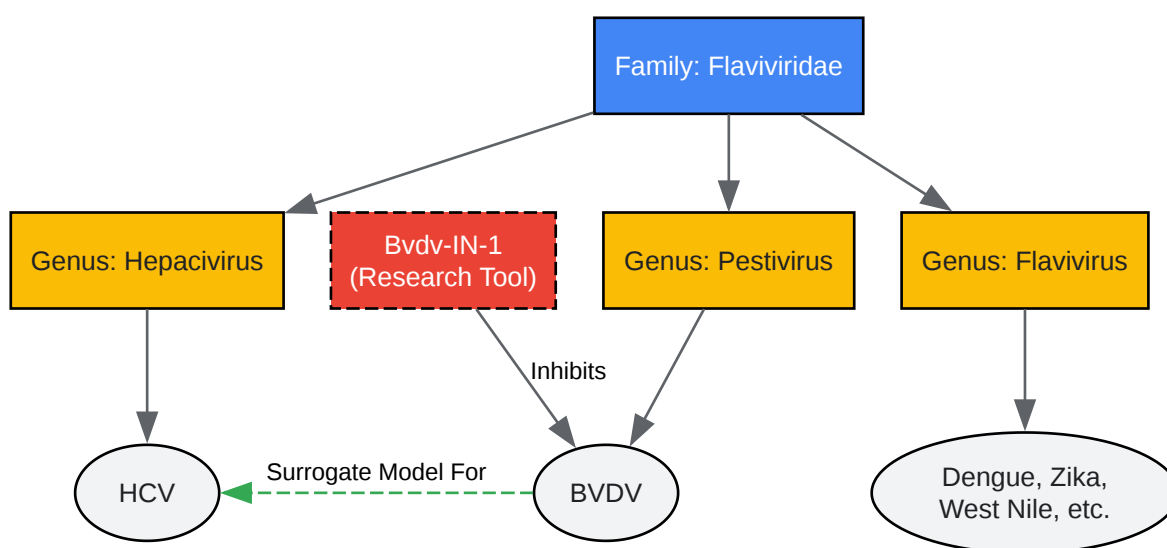 Family: Flaviviridae
Genus: Hepacivirus
Bvdv-IN-1
(Research Tool)
Genus: Pestivirus
Genus: Flavivirus
Inhibits
Surrogate Model For
HCV
BVDV
Dengue, Zika,
West Nile, etc.